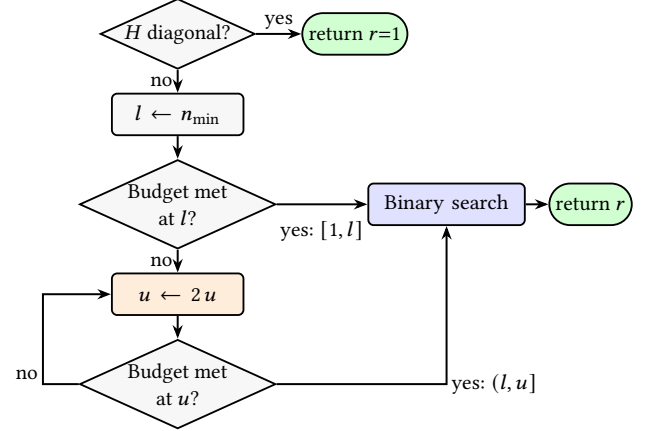 H diagonal?
yes
return r=1
no
l ← n_min
Budget met
at l?
yes: [1, l]
Binary search
return r
no
u ← 2 u
no
Budget met
at u?
yes: (l, u]